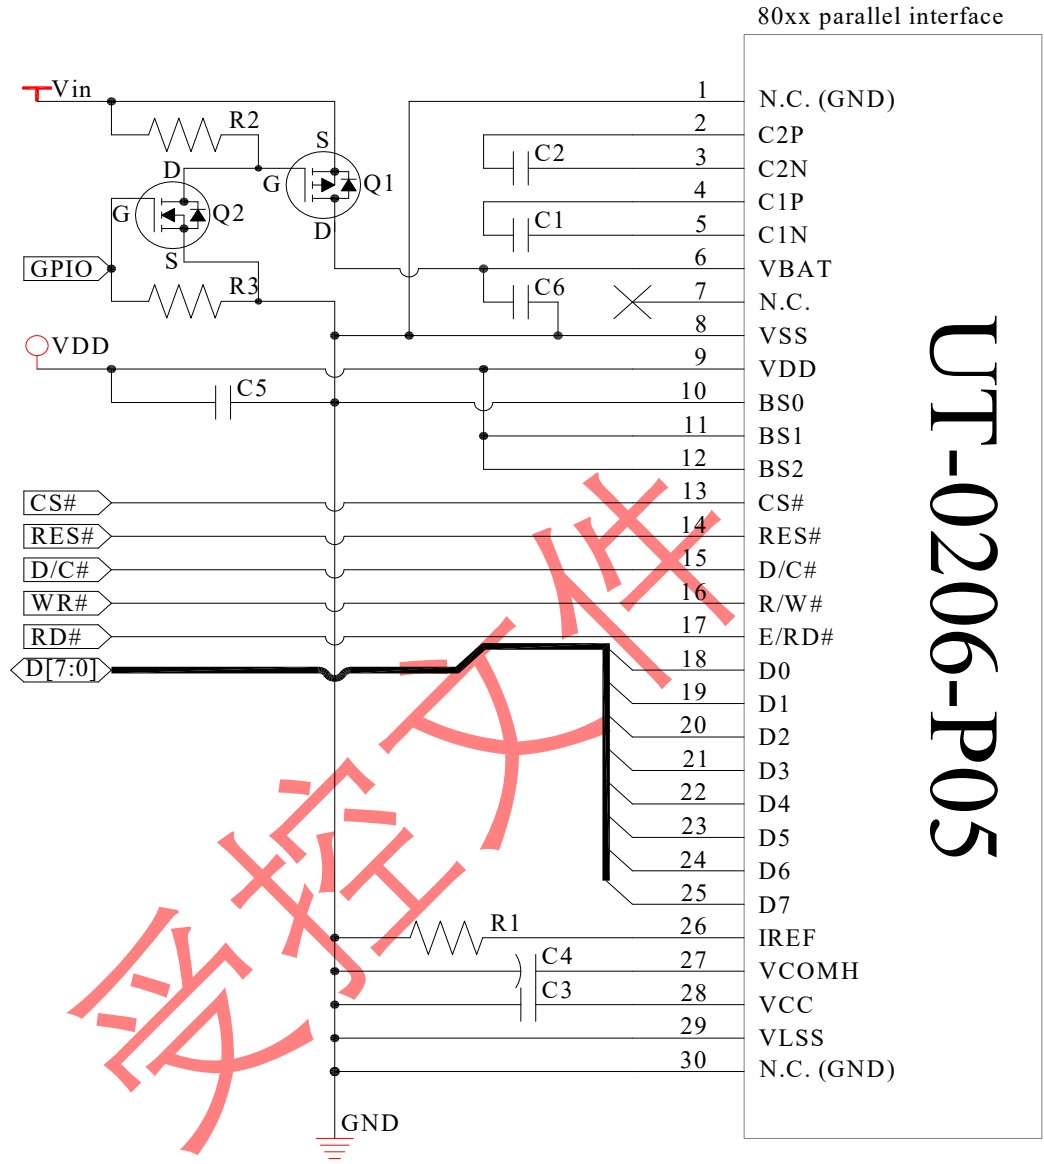 80xx parallel interface
Vin
R2
S
D
G
Q1
G
Q2
D
S
GPIO
R3
VDD
C5
C2
C1
C6
CS#
RES#
D/C#
WR#
RD#
D[7:0]
R1
C4
C3
GND
1 N.C. (GND)
2 C2P
3 C2N
4 C1P
5 C1N
6 VBAT
7 N.C.
8 VSS
9 VDD
10 BS0
11 BS1
12 BS2
13 CS#
14 RES#
15 D/C#
16 R/W#
17 E/RD#
18 D0
19 D1
20 D2
21 D3
22 D4
23 D5
24 D6
25 D7
26 IREF
27 VCOMH
28 VCC
29 VLSS
30 N.C. (GND)
UT-0206-P05
受控文件